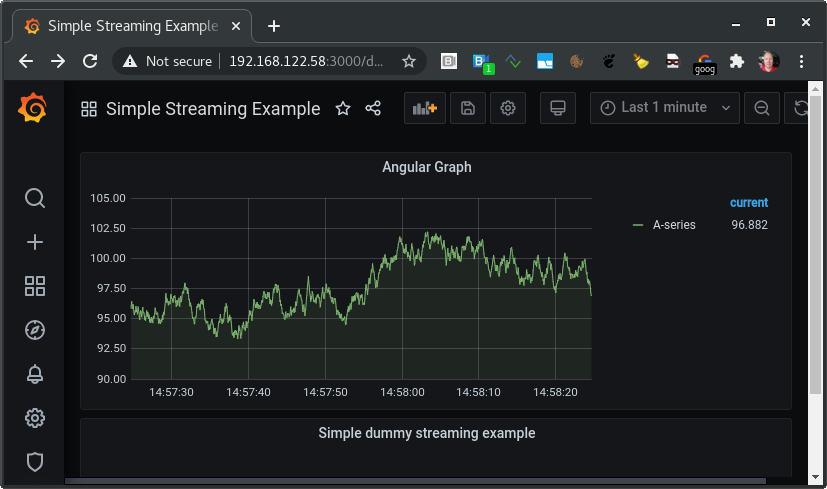 Simple Streaming Example
Not secure 192.168.122.58:3000/d...
1
goog
Simple Streaming Example
Last 1 minute
Angular Graph
105.00
102.50
100.00
97.50
95.00
92.50
90.00
14:57:30 14:57:40 14:57:50 14:58:00 14:58:10 14:58:20
current
A-series 96.882
Simple dummy streaming example